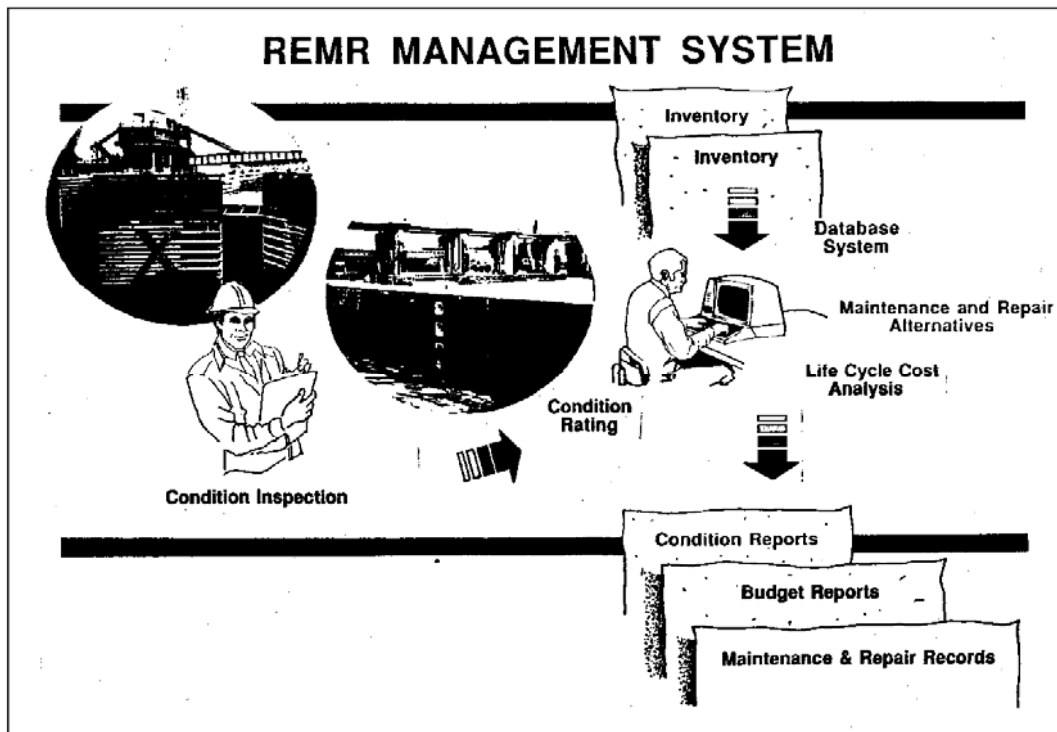 REMR MANAGEMENT SYSTEM
Inventory
Inventory
Database
System
Maintenance and Repair
Alternatives
Life Cycle Cost
Analysis
Condition
Rating
Condition Inspection
Condition Reports
Budget Reports
Maintenance & Repair Records